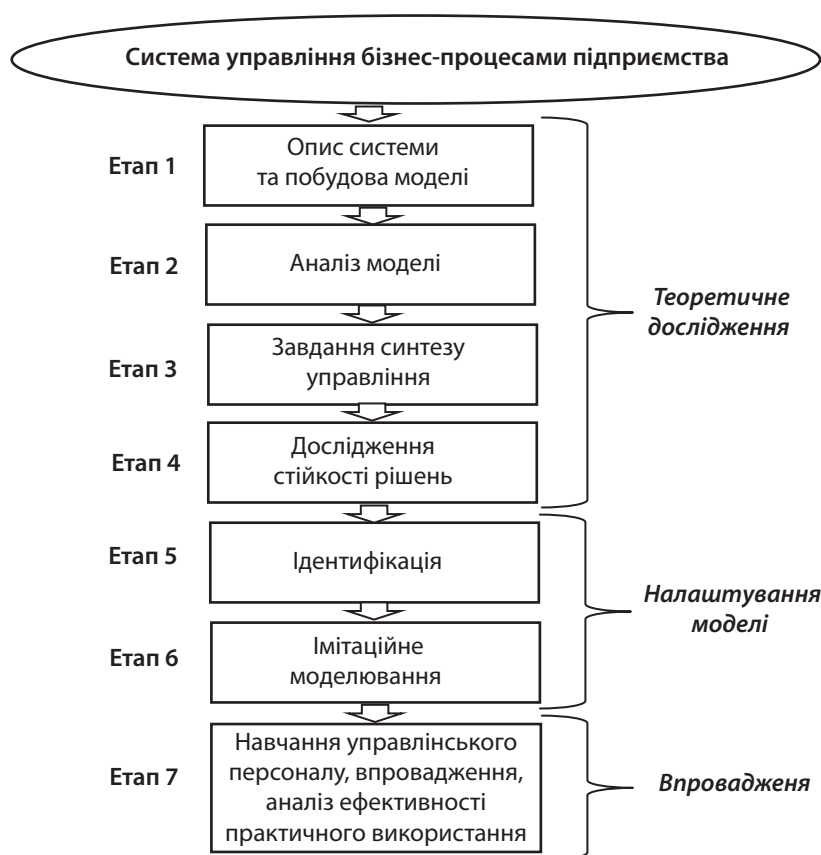 Система управління бізнес-процесами підприємства
Етап 1
Опис системи
та побудова моделі
Етап 2
Аналіз моделі
Етап 3
Завдання синтезу
управління
Етап 4
Дослідження
стійкості рішень
Теоретичне
дослідження
Етап 5
Ідентифікація
Етап 6
Імітаційне
моделювання
Налаштування
моделі
Етап 7
Навчання управлінського
персоналу, впровадження,
аналіз ефективності
практичного використання
Впровадженя